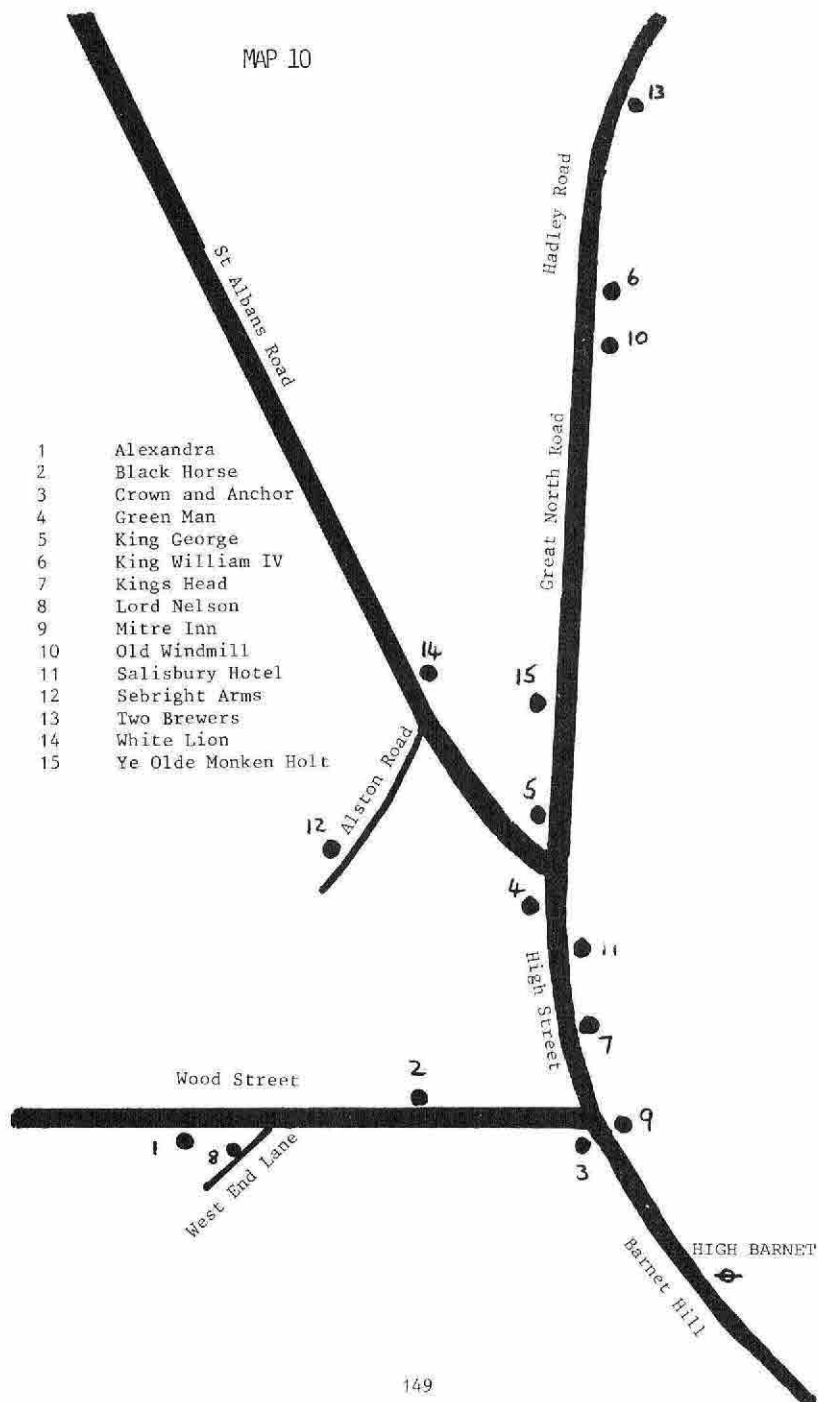 MAP 10
13
Hadley Road
6
10
St Albans Road
Great North Road
1 Alexandra
2 Black Horse
3 Crown and Anchor
4 Green Man
5 King George
6 King William IV
7 Kings Head
8 Lord Nelson
9 Mitre Inn
10 Old Windmill
11 Salisbury Hotel
12 Sebright Arms
13 Two Brewers
14 White Lion
15 Ye Olde Monken Holt
14
15
Alston Road
5
12
4
11
High Street
7
2
Wood Street
9
1
8
3
West End Lane
HIGH BARNET
Barnet Hill
149